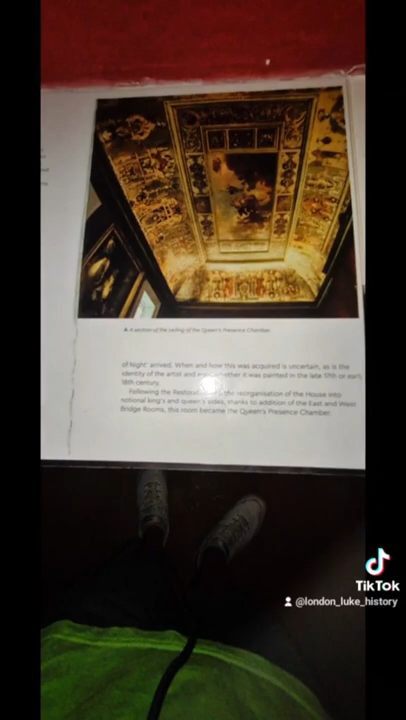 ▲ A section of the ceiling of the Queen's Presence Chamber.
of Night' arrived. When and how this was acquired is uncertain, as is the
identity of the artist and even whether it was painted in the late 17th or early
18th century.
Following the Restoration and the reorganisation of the House into
notional king's and queen's sides, thanks to addition of the East and West
Bridge Rooms, this room became the Queen's Presence Chamber.
TikTok
@london_luke_history